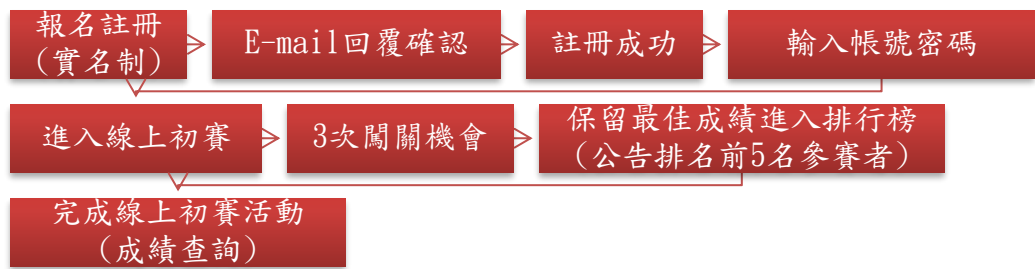 報名註冊
(實名制)
E-mail回覆確認
註冊成功
輸入帳號密碼
進入線上初賽
3次闖關機會
保留最佳成績進入排行榜
(公告排名前5名參賽者)
完成線上初賽活動
(成績查詢)